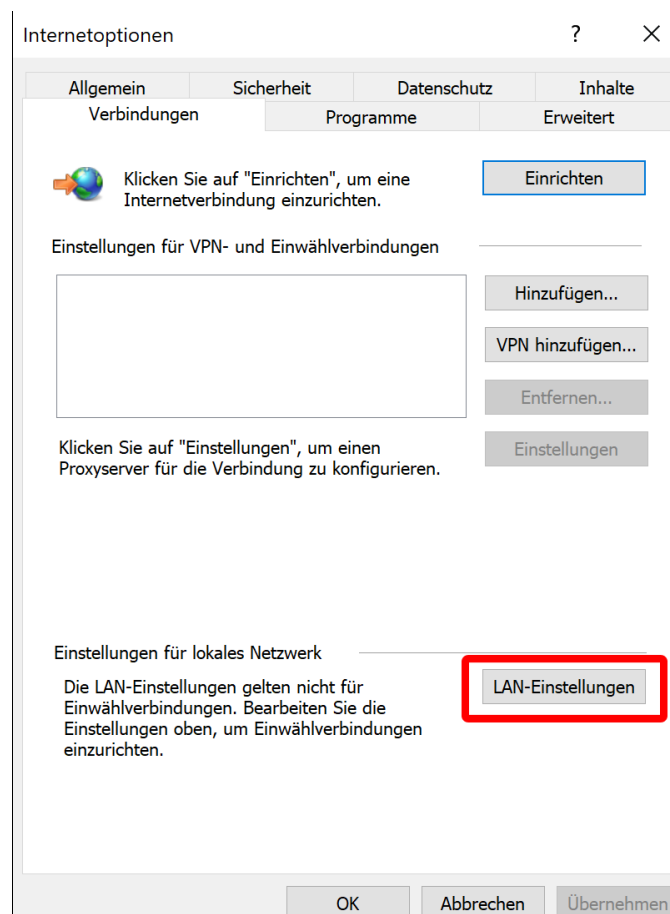 Internetoptionen ?
Allgemein Sicherheit Datenschutz Inhalte
Verbindungen Programme Erweitert
Klicken Sie auf "Einrichten", um eine
Internetverbindung einzurichten.
Einrichten
Einstellungen für VPN- und Einwählverbindungen
Hinzufügen...
VPN hinzufügen...
Entfernen...
Klicken Sie auf "Einstellungen", um einen
Proxyserver für die Verbindung zu konfigurieren.
Einstellungen
Einstellungen für lokales Netzwerk
Die LAN-Einstellungen gelten nicht für
Einwählverbindungen. Bearbeiten Sie die
Einstellungen oben, um Einwählverbindungen
einzurichten.
LAN-Einstellungen
OK Abbrechen Übernehmen